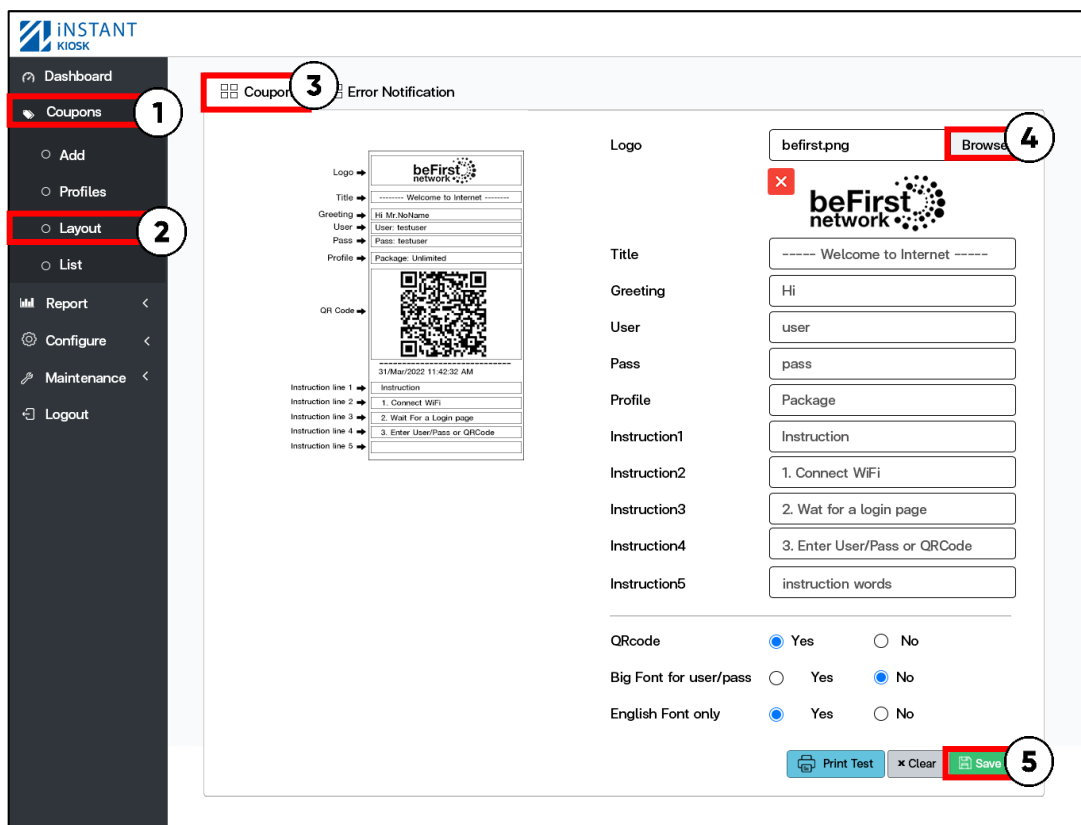 iNSTANT
KIOSK
Dashboard
Coupons
1
Add
Profiles
Layout
2
List
Report
Configure
Maintenance
Logout
Coupon
3
Error Notification
Logo
beFirst
network
Title
-------- Welcome to Internet --------
Greeting
Hi Mr.NoName
User
User: testuser
Pass
Pass: testuser
Profile
Package: Unlimited
QR Code
31/Mar/2022 11:42:32 AM
Instruction line 1
Instruction
Instruction line 2
1. Connect WiFi
Instruction line 3
2. Wait For a Login page
Instruction line 4
3. Enter User/Pass or QRCode
Instruction line 5
Logo
befirst.png
Browse
4
beFirst
network
Title
----- Welcome to Internet -----
Greeting
Hi
User
user
Pass
pass
Profile
Package
Instruction1
Instruction
Instruction2
1. Connect WiFi
Instruction3
2. Wat for a login page
Instruction4
3. Enter User/Pass or QRCode
Instruction5
instruction words
QRcode
Yes
No
Big Font for user/pass
Yes
No
English Font only
Yes
No
Print Test
× Clear
Save
5